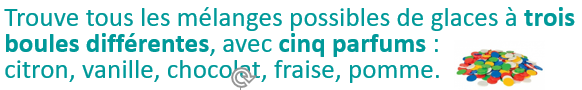 Trouve tous les mélanges possibles de glaces à trois
boules différentes, avec cinq parfums :
citron, vanille, chocolat, fraise, pomme.